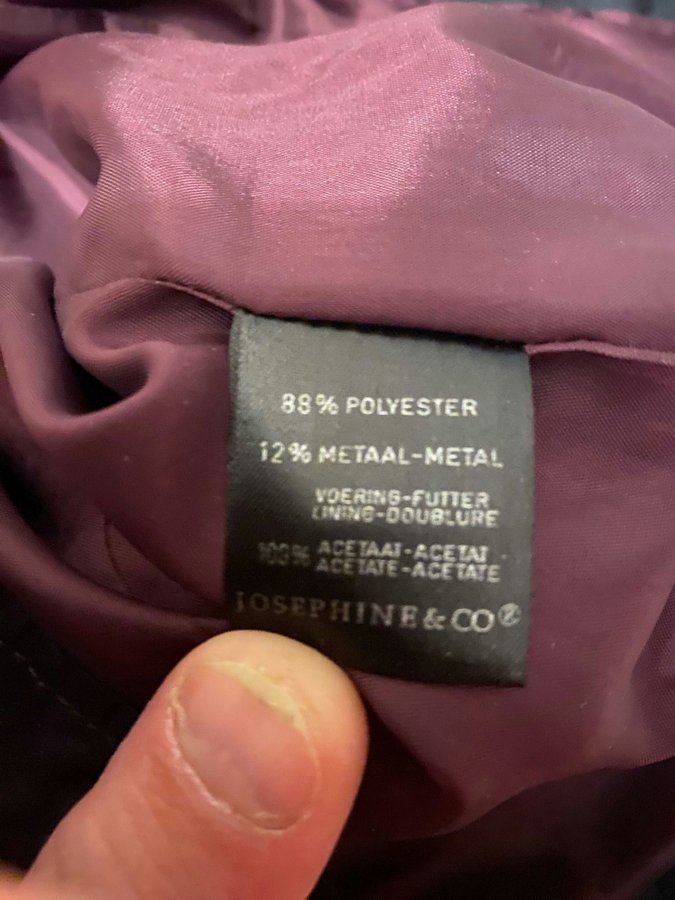 88% POLYESTER
12% METAAL-METAL
VOERING-FUTTER
LINING-DOUBLURE
100% ACETAAT-ACETAT
ACETATE-ACETATE
JOSEPHINE & CO®